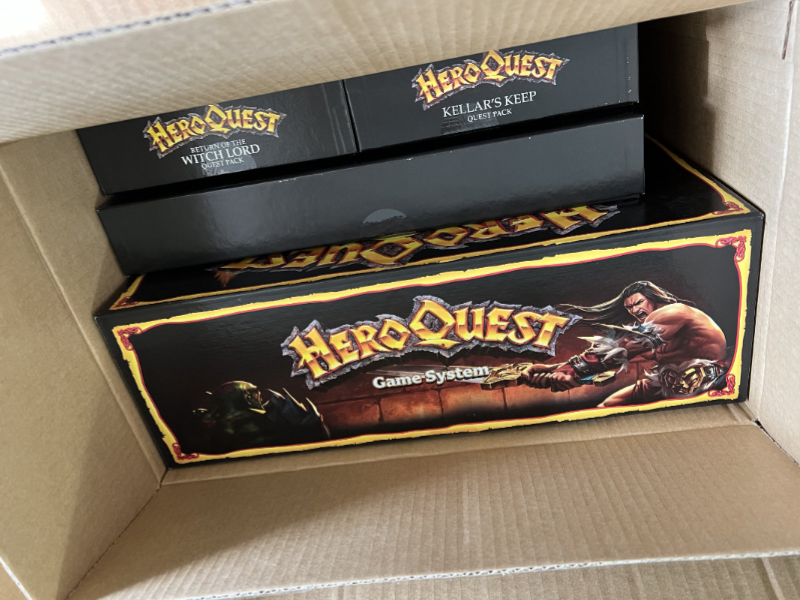 HEROQUEST
KELLAR'S KEEP
QUEST PACK
HEROQUEST
RETURN OF THE
WITCH LORD
QUEST PACK
HEROQUEST
HEROQUEST
Game System